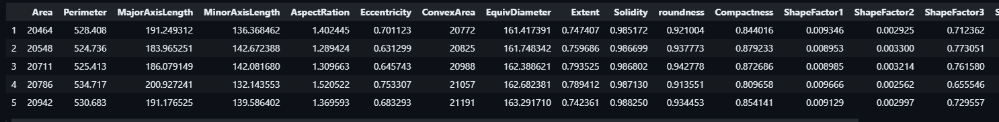 Area Perimeter MajorAxisLength MinorAxisLength AspectRation Eccentricity ConvexArea EquivDiameter Extent Solidity roundness Compactness ShapeFactor1 ShapeFactor2 ShapeFactor3 S
1 20464 528.408 191.249312 136.368462 1.402445 0.701123 20772 161.417391 0.747407 0.985172 0.921004 0.844016 0.009346 0.002925 0.712362
2 20548 524.736 183.965251 142.672388 1.289424 0.631299 20825 161.748342 0.759686 0.986699 0.937773 0.879233 0.008953 0.003300 0.773051
3 20711 525.413 186.079149 142.081680 1.309663 0.645743 20988 162.388621 0.793525 0.986802 0.942778 0.872686 0.008985 0.003214 0.761580
4 20786 534.717 200.927241 132.143553 1.520522 0.753307 21057 162.682381 0.789412 0.987130 0.913551 0.809658 0.009666 0.002562 0.655546
5 20942 530.683 191.176525 139.586402 1.369593 0.683293 21191 163.291710 0.742361 0.988250 0.934453 0.854141 0.009129 0.002997 0.729557